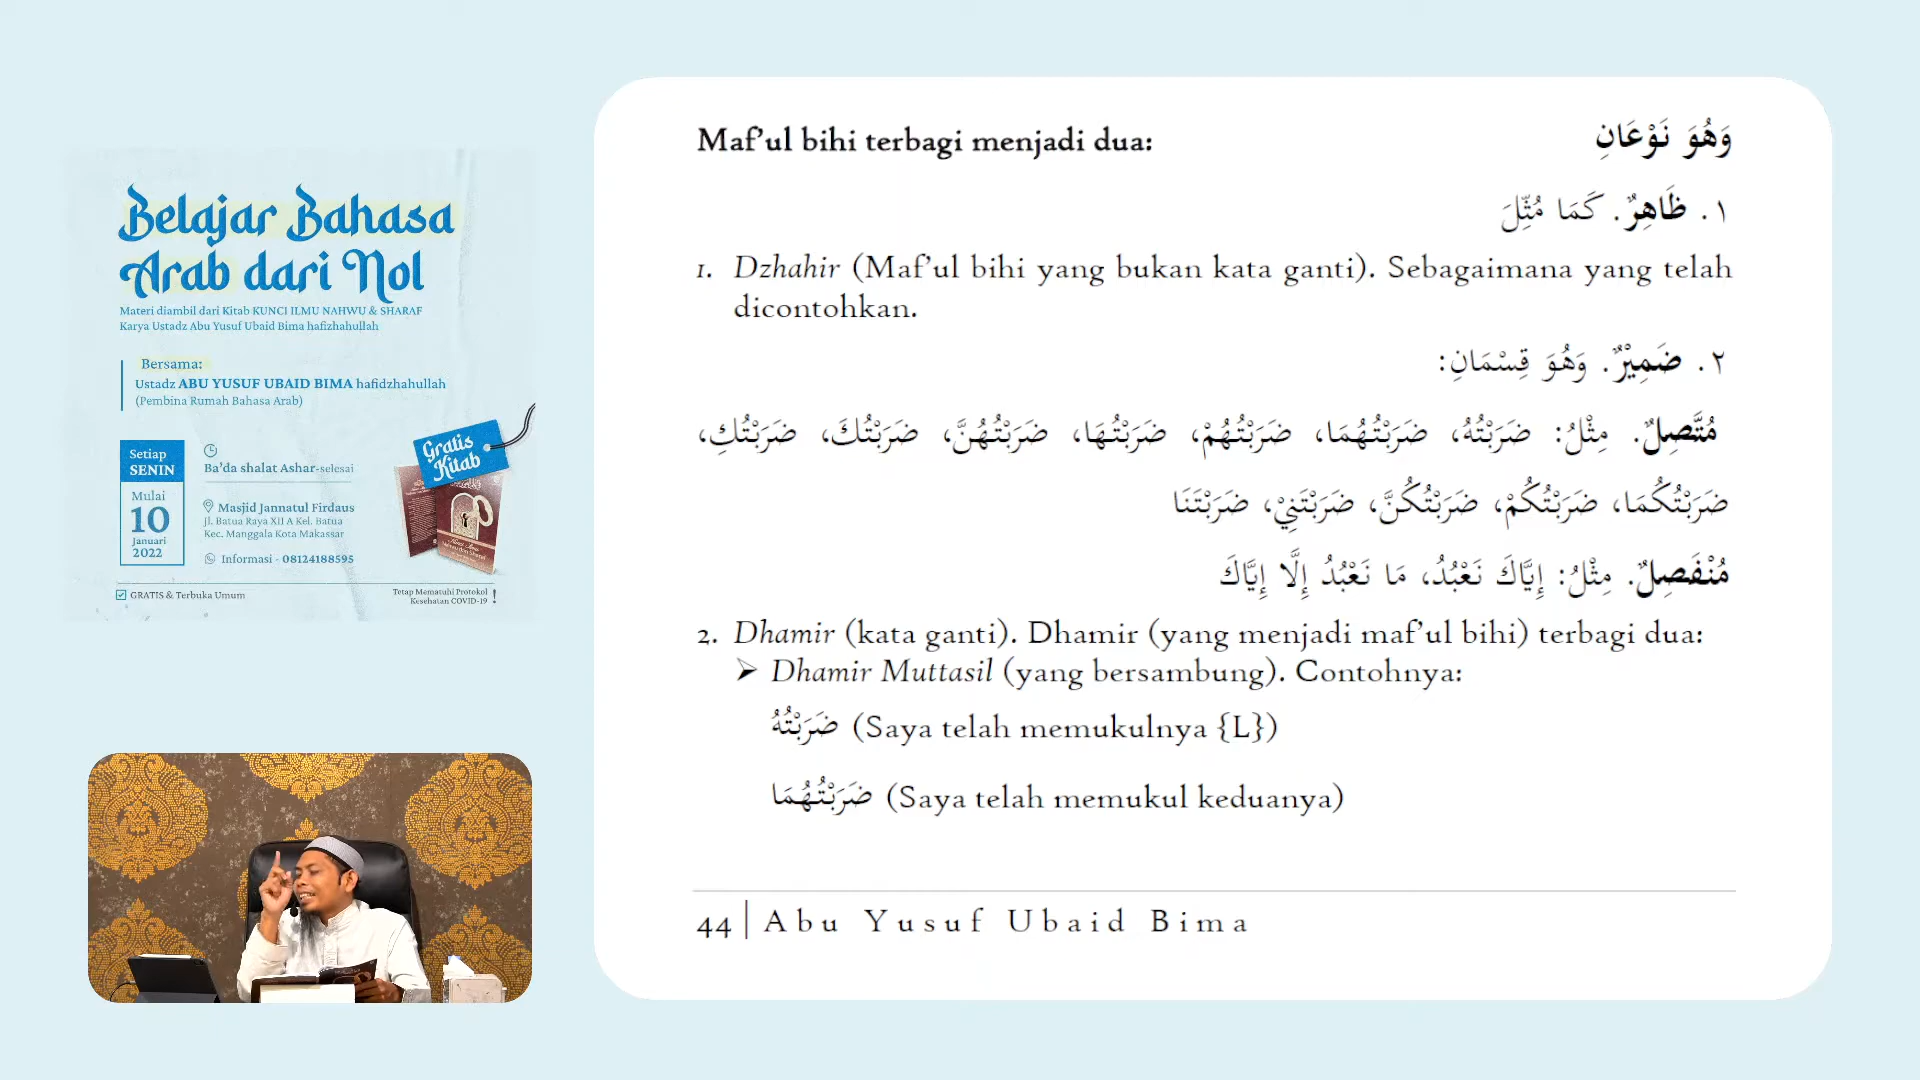 Belajar Bahasa
Arab dari Nol
Materi diambil dari Kitab KUNCI ILMU NAHWU & SHARAF
Karya Ustadz Abu Yusuf Ubaid Bima hafizhahullah
Bersama:
Ustadz ABU YUSUF UBAID BIMA hafidzhahullah
(Pembina Rumah Bahasa Arab)
Setiap
SENIN
Mulai
10
Januari
2022
Ba'da shalat Ashar-selesai
Masjid Jannatul Firdaus
Jl. Batua Raya XII A Kel. Batua
Kec. Manggala Kota Makassar
Informasi - 08124188595
Gratis
Kitab
GRATIS & Terbuka Umum
Tetap Mematuhi Protokol
Kesehatan COVID-19 !
Maf'ul bihi terbagi menjadi dua:
وَهُوَ نَوْعَانِ
١. ظَاهِرٌ. كَمَا مُثِّلَ
1. Dzhahir (Maf'ul bihi yang bukan kata ganti). Sebagaimana yang telah
dicontohkan.
٢. ضَمِيْرٌ. وَهُوَ قِسْمَانِ:
مُتَّصِلٌ. مِثْلُ: ضَرَبْتُهُ، ضَرَبْتُهُمَا، ضَرَبْتُهُمْ، ضَرَبْتُهَا، ضَرَبْتُهُنَّ، ضَرَبْتُكَ، ضَرَبْتُكِ،
ضَرَبْتُكُمَا، ضَرَبْتُكُمْ، ضَرَبْتُكُنَّ، ضَرَبْتَنِيْ، ضَرَبْتَنَا
مُنْفَصِلٌ. مِثْلُ: إِيَّاكَ نَعْبُدُ، مَا نَعْبُدُ إِلَّا إِيَّاكَ
2. Dhamir (kata ganti). Dhamir (yang menjadi maf'ul bihi) terbagi dua:
➢ Dhamir Muttasil (yang bersambung). Contohnya:
ضَرَبْتُهُ (Saya telah memukulnya {L})
ضَرَبْتُهُمَا (Saya telah memukul keduanya)
44 | Abu Yusuf Ubaid Bima